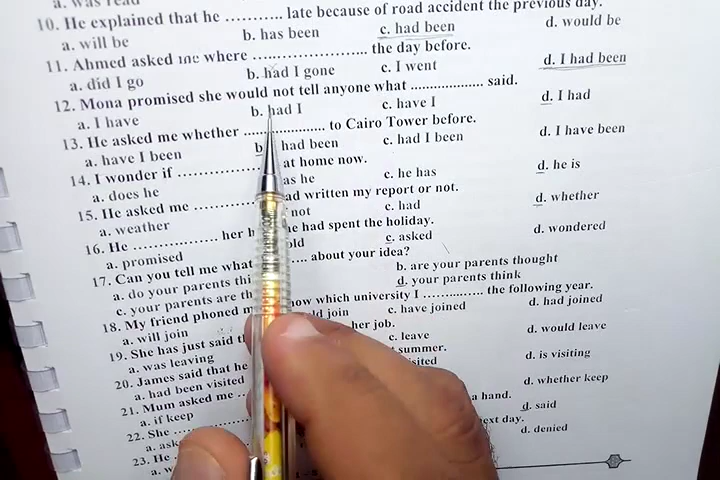 a. was read
10. He explained that he ........... late because of road accident the previous day.
a. will be b. has been c. had been d. would be
11. Ahmed asked me where ........................ the day before.
a. did I go b. had I gone c. I went d. I had been
12. Mona promised she would not tell anyone what .................. said.
a. I have b. had I c. have I d. I had
13. He asked me whether ..................... to Cairo Tower before.
a. have I been b. had been c. had I been d. I have been
14. I wonder if .................... at home now.
a. does he as he c. he has d. he is
15. He asked me ............. ad written my report or not.
a. weather not c. had d. whether
16. He ................. her h he had spent the holiday.
a. promised old c. asked d. wondered
17. Can you tell me what .... about your idea?
a. do your parents thi b. are your parents thought
c. your parents are th d. your parents think
18. My friend phoned m now which university I .............. the following year.
a. will join ld join c. have joined d. had joined
19. She has just said th her job.
a. was leaving c. leave d. would leave
20. James said that he summer.
a. had been visited isited d. is visiting
21. Mum asked me .. a hand.
a. if keep d. whether keep
22. She .............. next day.
a. ask d. said
23. He . d. denied
a. w